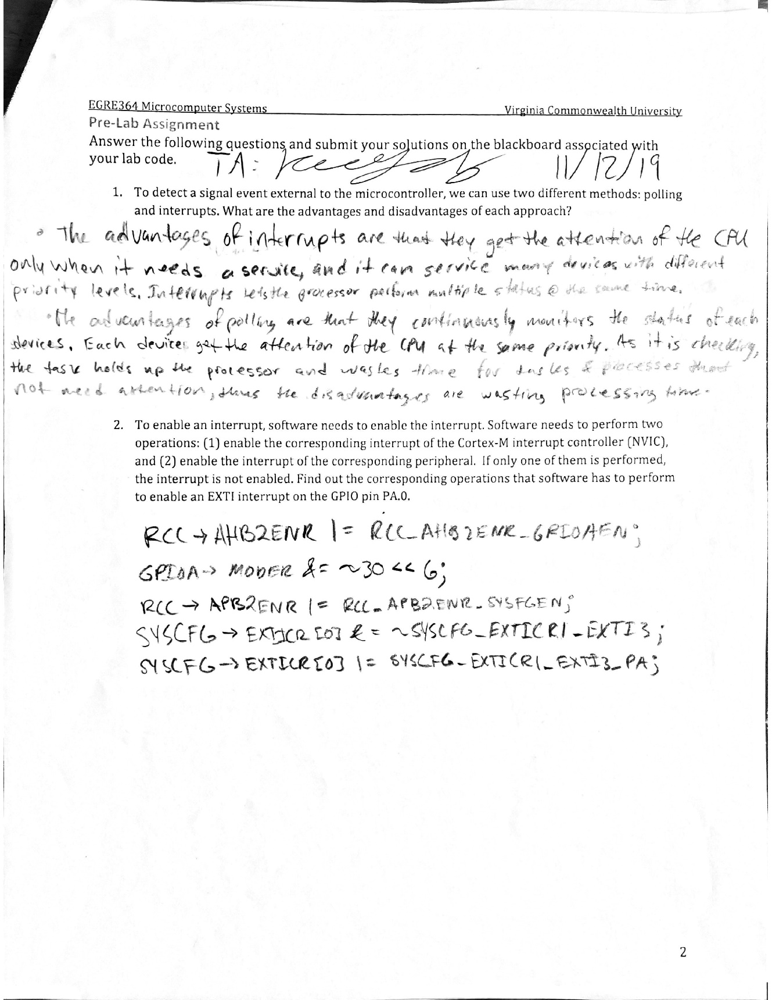 EGRE364 Microcomputer Systems Virginia Commonwealth University
Pre-Lab Assignment
Answer the following questions and submit your solutions on the blackboard associated with
your lab code. TA: 11/12/19
1. To detect a signal event external to the microcontroller, we can use two different methods: polling
and interrupts. What are the advantages and disadvantages of each approach?
• The advantages of interrupts are that they get the attention of the CPU
only when it needs a service, and it can service many devices with different
priority levels. Interrupts lets the processor perform multiple status @ the same time.
• The advantages of polling are that they continuously monitors the status of each
devices. Each devices get the attention of the CPU at the same priority. As it is checking,
the task holds up the processor and wastes time for tasks & processes that
not need attention, thus the disadvantages are wasting processing time.
2. To enable an interrupt, software needs to enable the interrupt. Software needs to perform two
operations: (1) enable the corresponding interrupt of the Cortex-M interrupt controller (NVIC),
and (2) enable the interrupt of the corresponding peripheral. If only one of them is performed,
the interrupt is not enabled. Find out the corresponding operations that software has to perform
to enable an EXTI interrupt on the GPIO pin PA.0.
RCC → AHB2ENR |= RCC_AHB2ENR_GPIOAEN;
GPIOA → MODER &= ~30 << 6;
RCC → APB2ENR |= RCC_APB2ENR_SYSFGEN;
SYSCFG → EXTICR [0] &= ~SYSCFG_EXTICR1_EXTI3;
SYSCFG → EXTICR [0] |= SYSCFG_EXTICR1_EXTI3_PA;
2